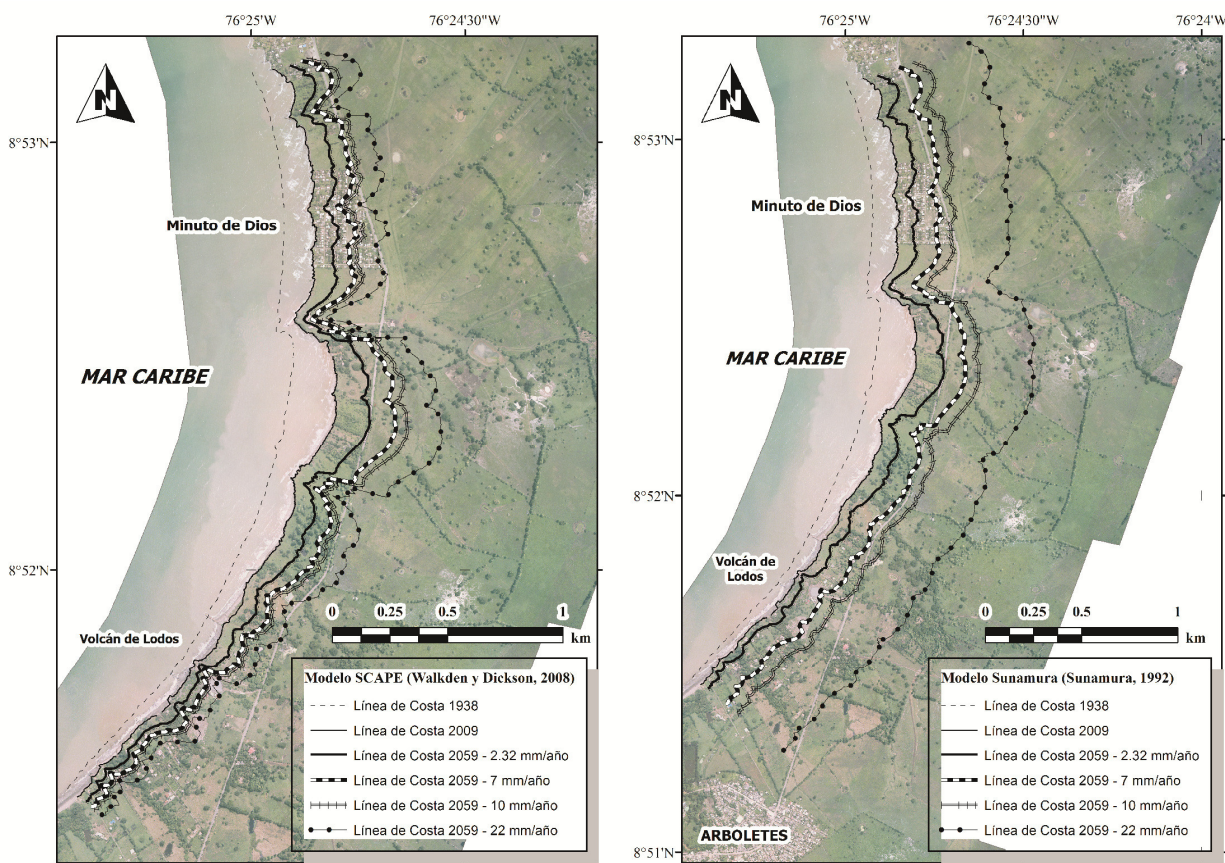 76°25'W
76°24'30"W
N
8°53'N
Minuto de Dios
MAR CARIBE
8°52'N
Volcán de Lodos
0 0.25 0.5 1
km
Modelo SCAPE (Walkden y Dickson, 2008)
Línea de Costa 1938
Línea de Costa 2009
Línea de Costa 2059 - 2.32 mm/año
Línea de Costa 2059 - 7 mm/año
Línea de Costa 2059 - 10 mm/año
Línea de Costa 2059 - 22 mm/año
76°25'W
76°24'30"W
76°24'W
N
8°53'N
Minuto de Dios
MAR CARIBE
8°52'N
Volcán de
Lodos
0 0.25 0.5 1
km
Modelo Sunamura (Sunamura, 1992)
Línea de Costa 1938
Línea de Costa 2009
Línea de Costa 2059 - 2.32 mm/año
Línea de Costa 2059 - 7 mm/año
Línea de Costa 2059 - 10 mm/año
Línea de Costa 2059 - 22 mm/año
ARBOLETES
8°51'N